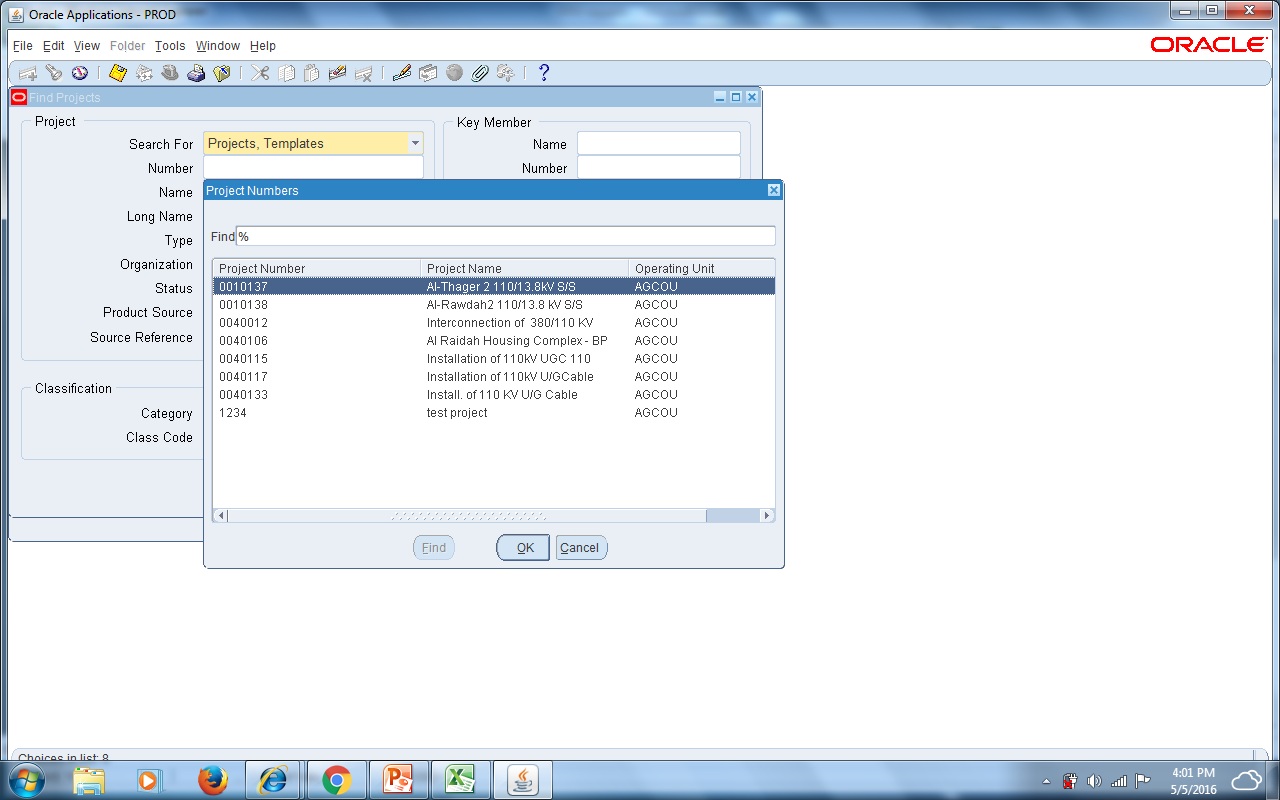 Oracle Applications - PROD
File Edit View Folder Tools Window Help
ORACLE
Find Projects
Project
Key Member
Search For Projects, Templates
Name
Number
Number
Name
Long Name
Type
Organization
Status
Product Source
Source Reference
Classification
Category
Class Code
Project Numbers
Find %
Project Number Project Name Operating Unit
0010137 Al-Thager 2 110/13.8kV S/S AGCOU
0010138 Al-Rawdah2 110/13.8 kV S/S AGCOU
0040012 Interconnection of 380/110 KV AGCOU
0040106 Al Raidah Housing Complex - BP AGCOU
0040115 Installation of 110kV UGC 110 AGCOU
0040117 Installation of 110kV U/GCable AGCOU
0040133 Install. of 110 KV U/G Cable AGCOU
1234 test project AGCOU
Find OK Cancel
Choices in list: 8
4:01 PM
5/5/2016